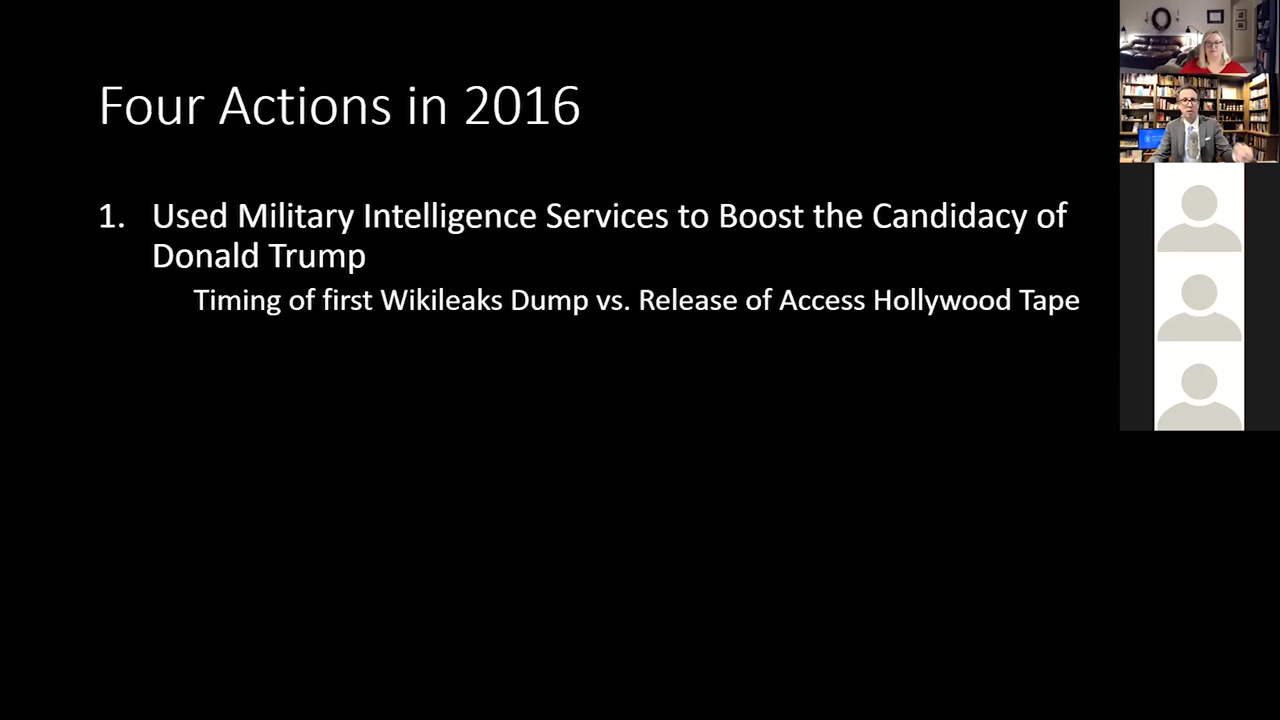 Four Actions in 2016
1. Used Military Intelligence Services to Boost the Candidacy of
Donald Trump
Timing of first Wikileaks Dump vs. Release of Access Hollywood Tape